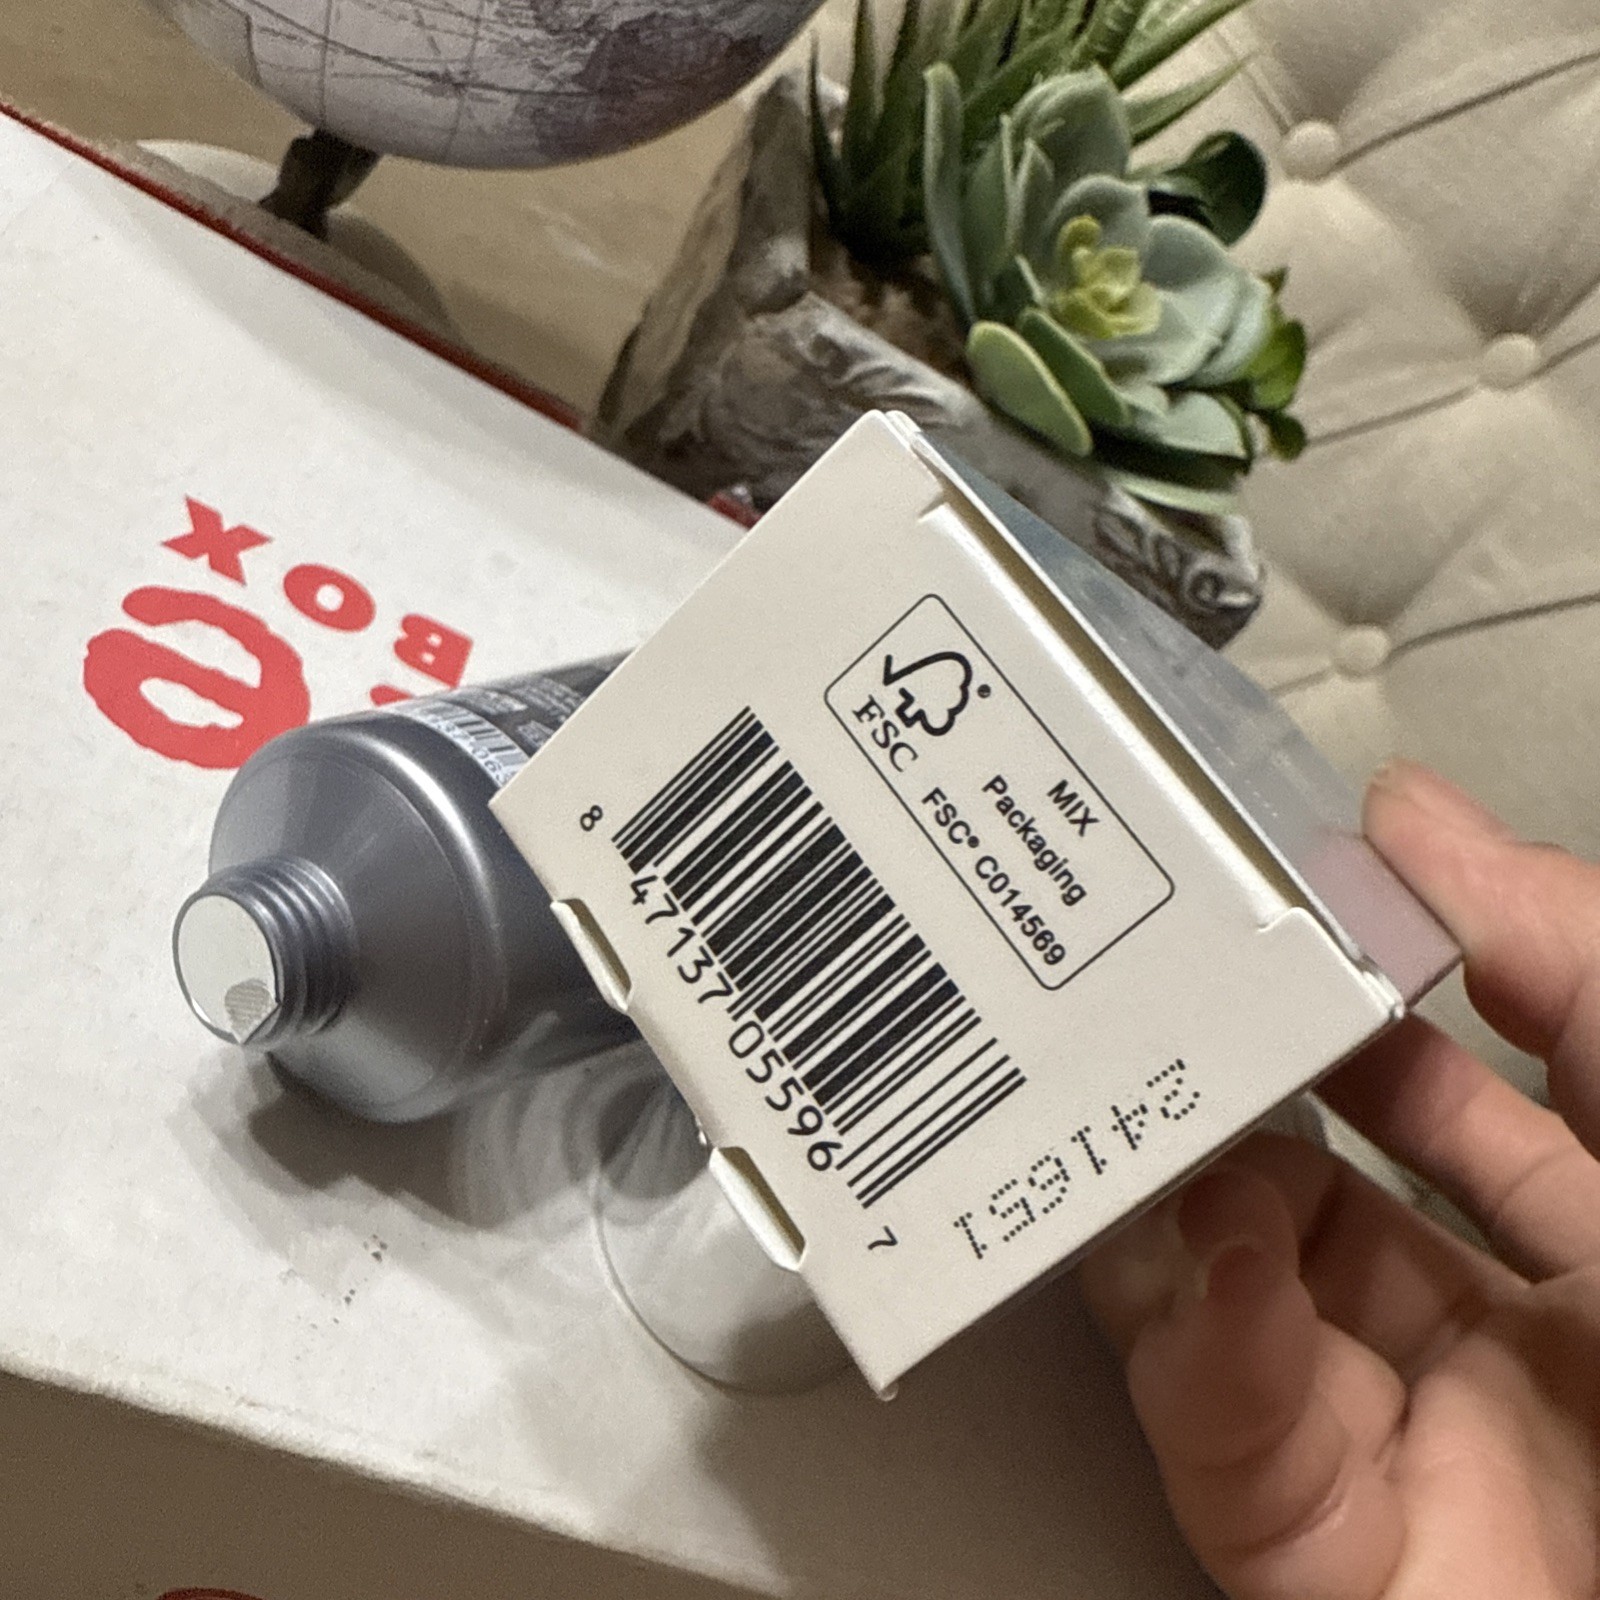 BOX
e
FSC®
MIX
Packaging
FSC® C014569
8 47137 05596 7
241651